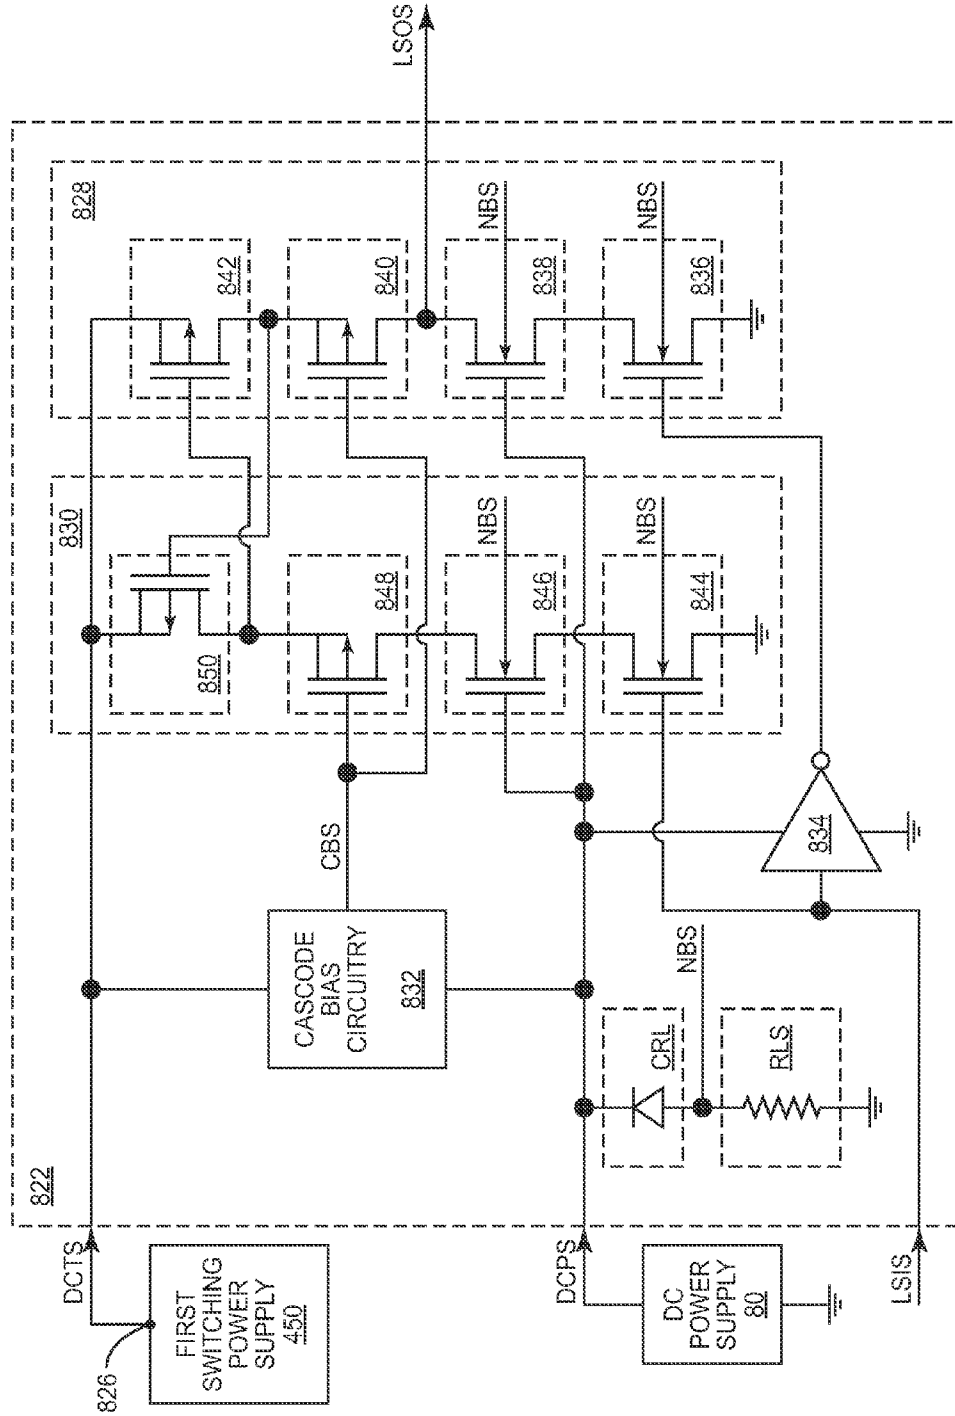 LSOS
828
842
840
838
836
NBS
NBS
830
850
848
846
844
NBS
NBS
CBS
834
CASCODE
BIAS
CIRCUITRY
832
NBS
CRL
RLS
822
DCTS
DCPS
LSIS
826
FIRST
SWITCHING
POWER
SUPPLY
450
DC
POWER
SUPPLY
80